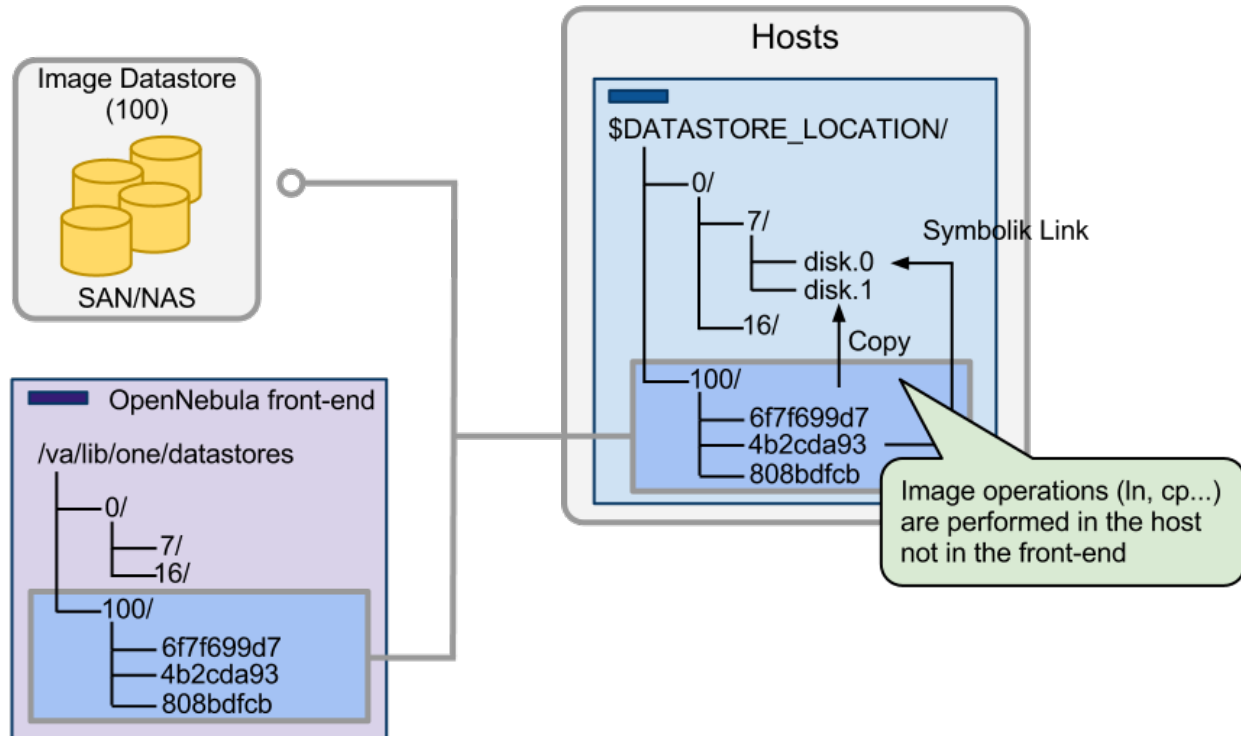 Image Datastore
(100)
SAN/NAS
OpenNebula front-end
/va/lib/one/datastores
0/
7/
16/
100/
6f7f699d7
4b2cda93
808bdfcb
Hosts
$DATASTORE_LOCATION/
0/
7/
Symbolik Link
disk.0
disk.1
16/
Copy
100/
6f7f699d7
4b2cda93
808bdfcb
Image operations (ln, cp...)
are performed in the host
not in the front-end